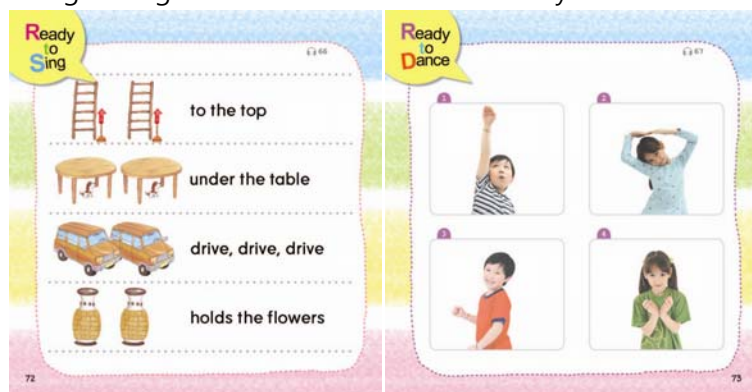 Ready
to
Sing
66
to the top
under the table
drive, drive, drive
holds the flowers
72
Ready
to
Dance
67
1
2
3
4
73